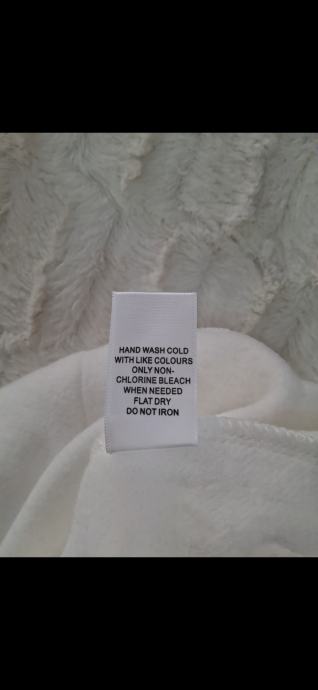 HAND WASH COLD
WITH LIKE COLOURS
ONLY NON-
CHLORINE BLEACH
WHEN NEEDED
FLAT DRY
DO NOT IRON